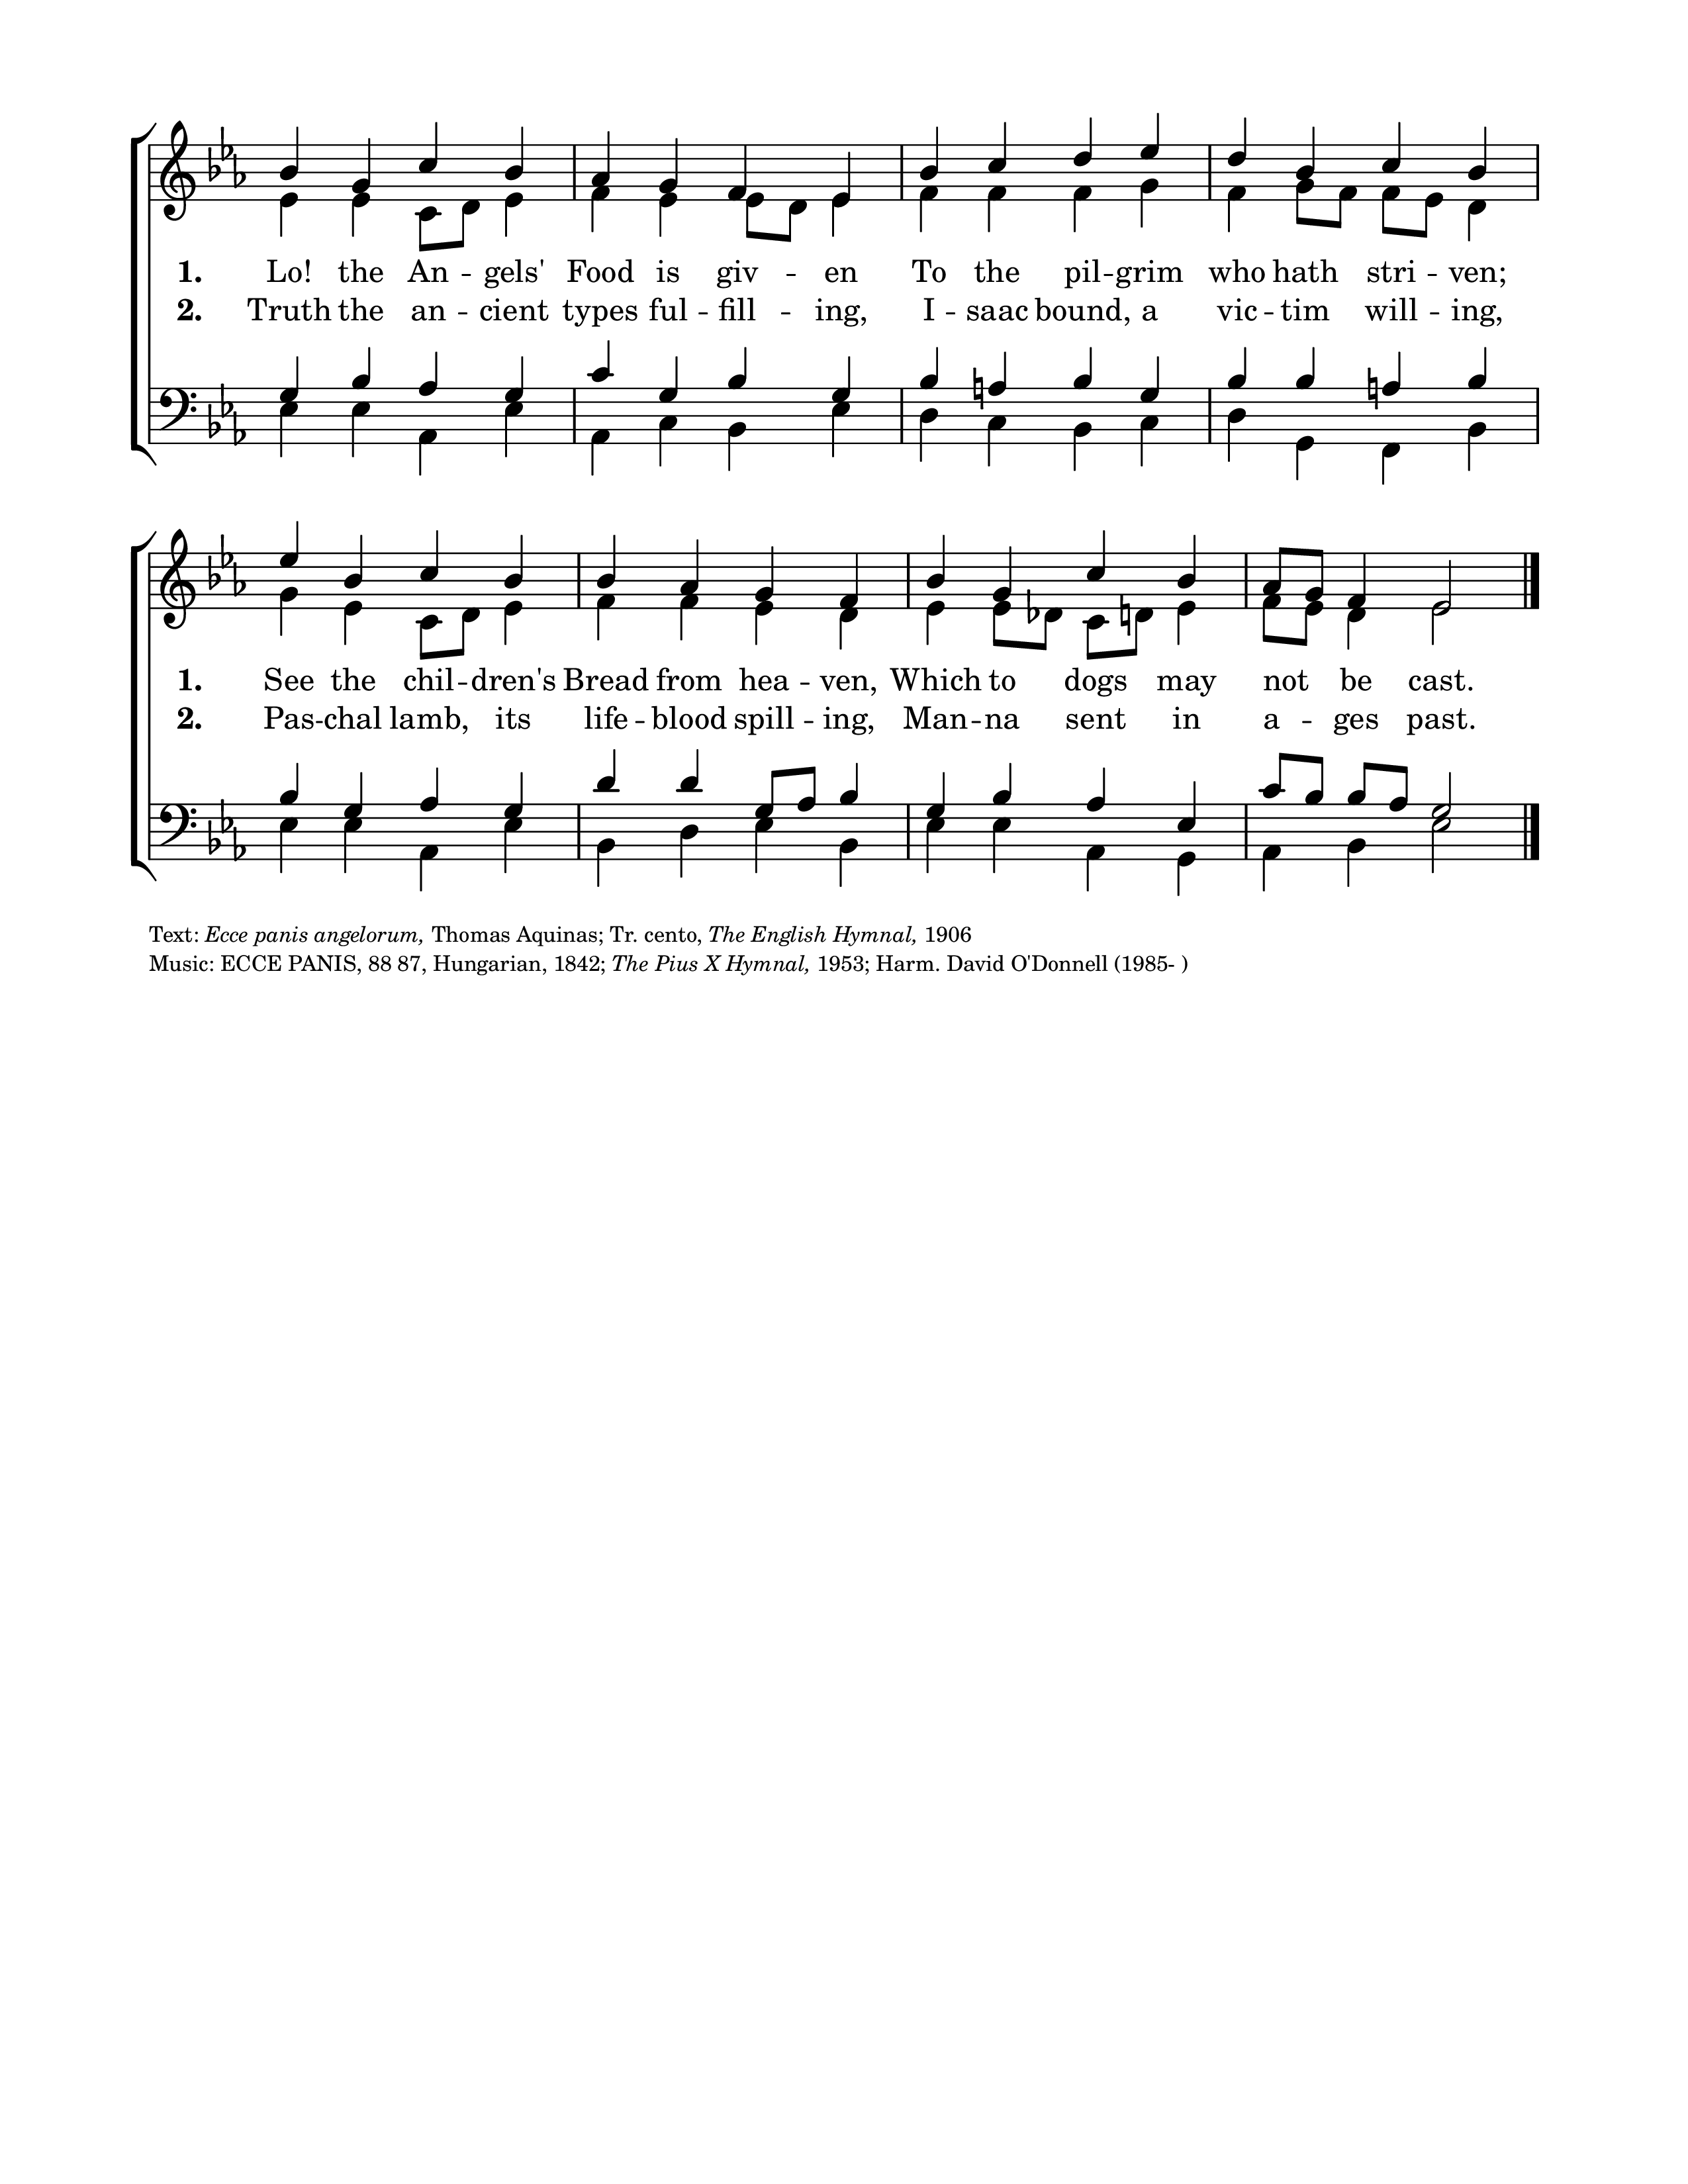 1. Lo! the An - gels' Food is giv - en To the pil - grim who hath stri - ven;
2. Truth the an - cient types ful - fill - ing, I - saac bound, a vic - tim will - ing,
1. See the chil - dren's Bread from hea - ven, Which to dogs may not be cast.
2. Pas - chal lamb, its life - blood spill - ing, Man - na sent in a - ges past.
Text: Ecce panis angelorum, Thomas Aquinas; Tr. cento, The English Hymnal, 1906
Music: ECCE PANIS, 88 87, Hungarian, 1842; The Pius X Hymnal, 1953; Harm. David O'Donnell (1985- )